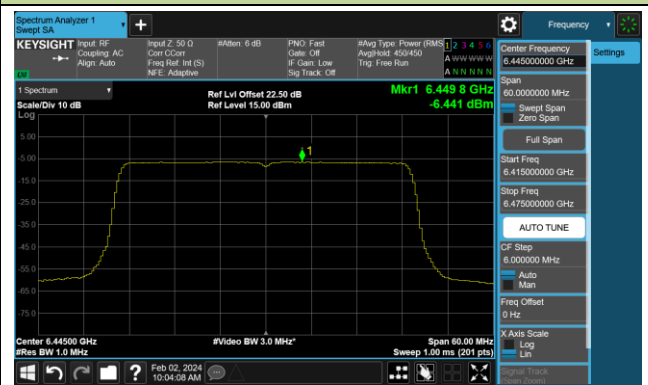 Spectrum Analyzer 1
Swept SA
Frequency
KEYSIGHT
Input: RF
Coupling: AC
Align: Auto
Input Z: 50 Ω
Corr CCorr
Freq Ref: Int (S)
NFE: Adaptive
#Atten: 6 dB
PNO: Fast
Gate: Off
IF Gain: Low
Sig Track: Off
#Avg Type: Power (RMS
Avg|Hold: 450/450
Trig: Free Run
1 2 3 4 5 6
A W W W W W
A N N N N N
Center Frequency
6.445000000 GHz
Settings
Span
60.0000000 MHz
Swept Span
Zero Span
Full Span
Start Freq
6.415000000 GHz
Stop Freq
6.475000000 GHz
AUTO TUNE
CF Step
6.000000 MHz
Auto
Man
Freq Offset
0 Hz
X Axis Scale
Log
Lin
Signal Track
(Span Zoom)
1 Spectrum
Scale/Div 10 dB
Log
Ref Lvl Offset 22.50 dB
Ref Level 15.00 dBm
Mkr1 6.449 8 GHz
-6.441 dBm
1
5.00
-5.00
-15.0
-25.0
-35.0
-45.0
-55.0
-65.0
-75.0
Center 6.44500 GHz
#Res BW 1.0 MHz
#Video BW 3.0 MHz*
Span 60.00 MHz
Sweep 1.00 ms (201 pts)
Feb 02, 2024
10:04:08 AM